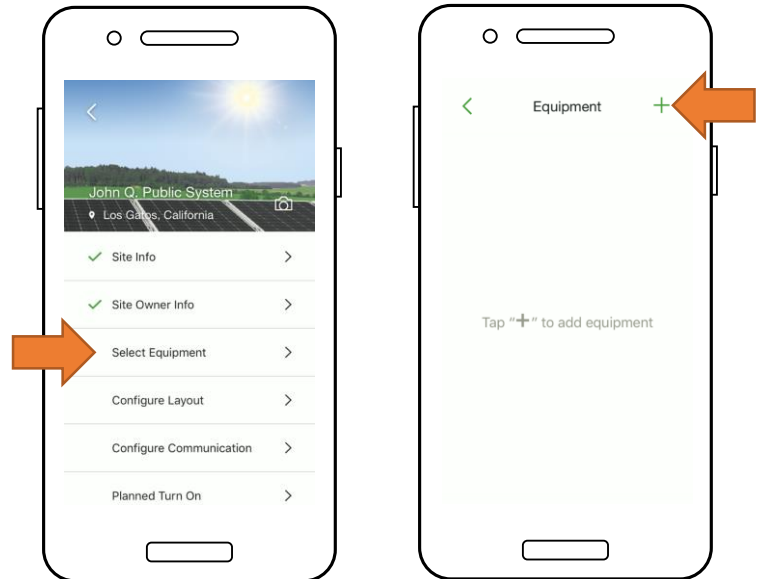 John Q. Public System
Los Gatos, California
Site Info
Site Owner Info
Select Equipment
Configure Layout
Configure Communication
Planned Turn On
Equipment
Tap "+" to add equipment